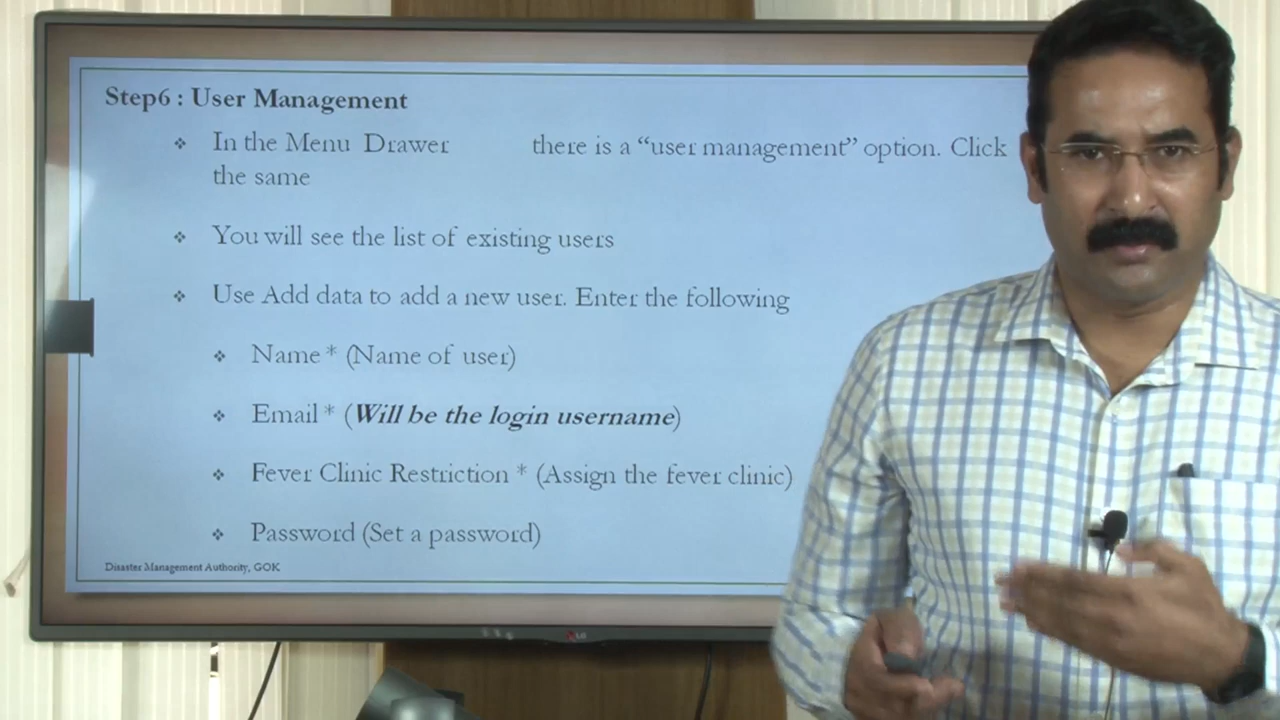 Step6 : User Management
❖ In the Menu Drawer there is a “user management” option. Click
the same
❖ You will see the list of existing users
❖ Use Add data to add a new user. Enter the following
❖ Name * (Name of user)
❖ Email * (Will be the login username)
❖ Fever Clinic Restriction * (Assign the fever clinic)
❖ Password (Set a password)
Disaster Management Authority, GOK
LG